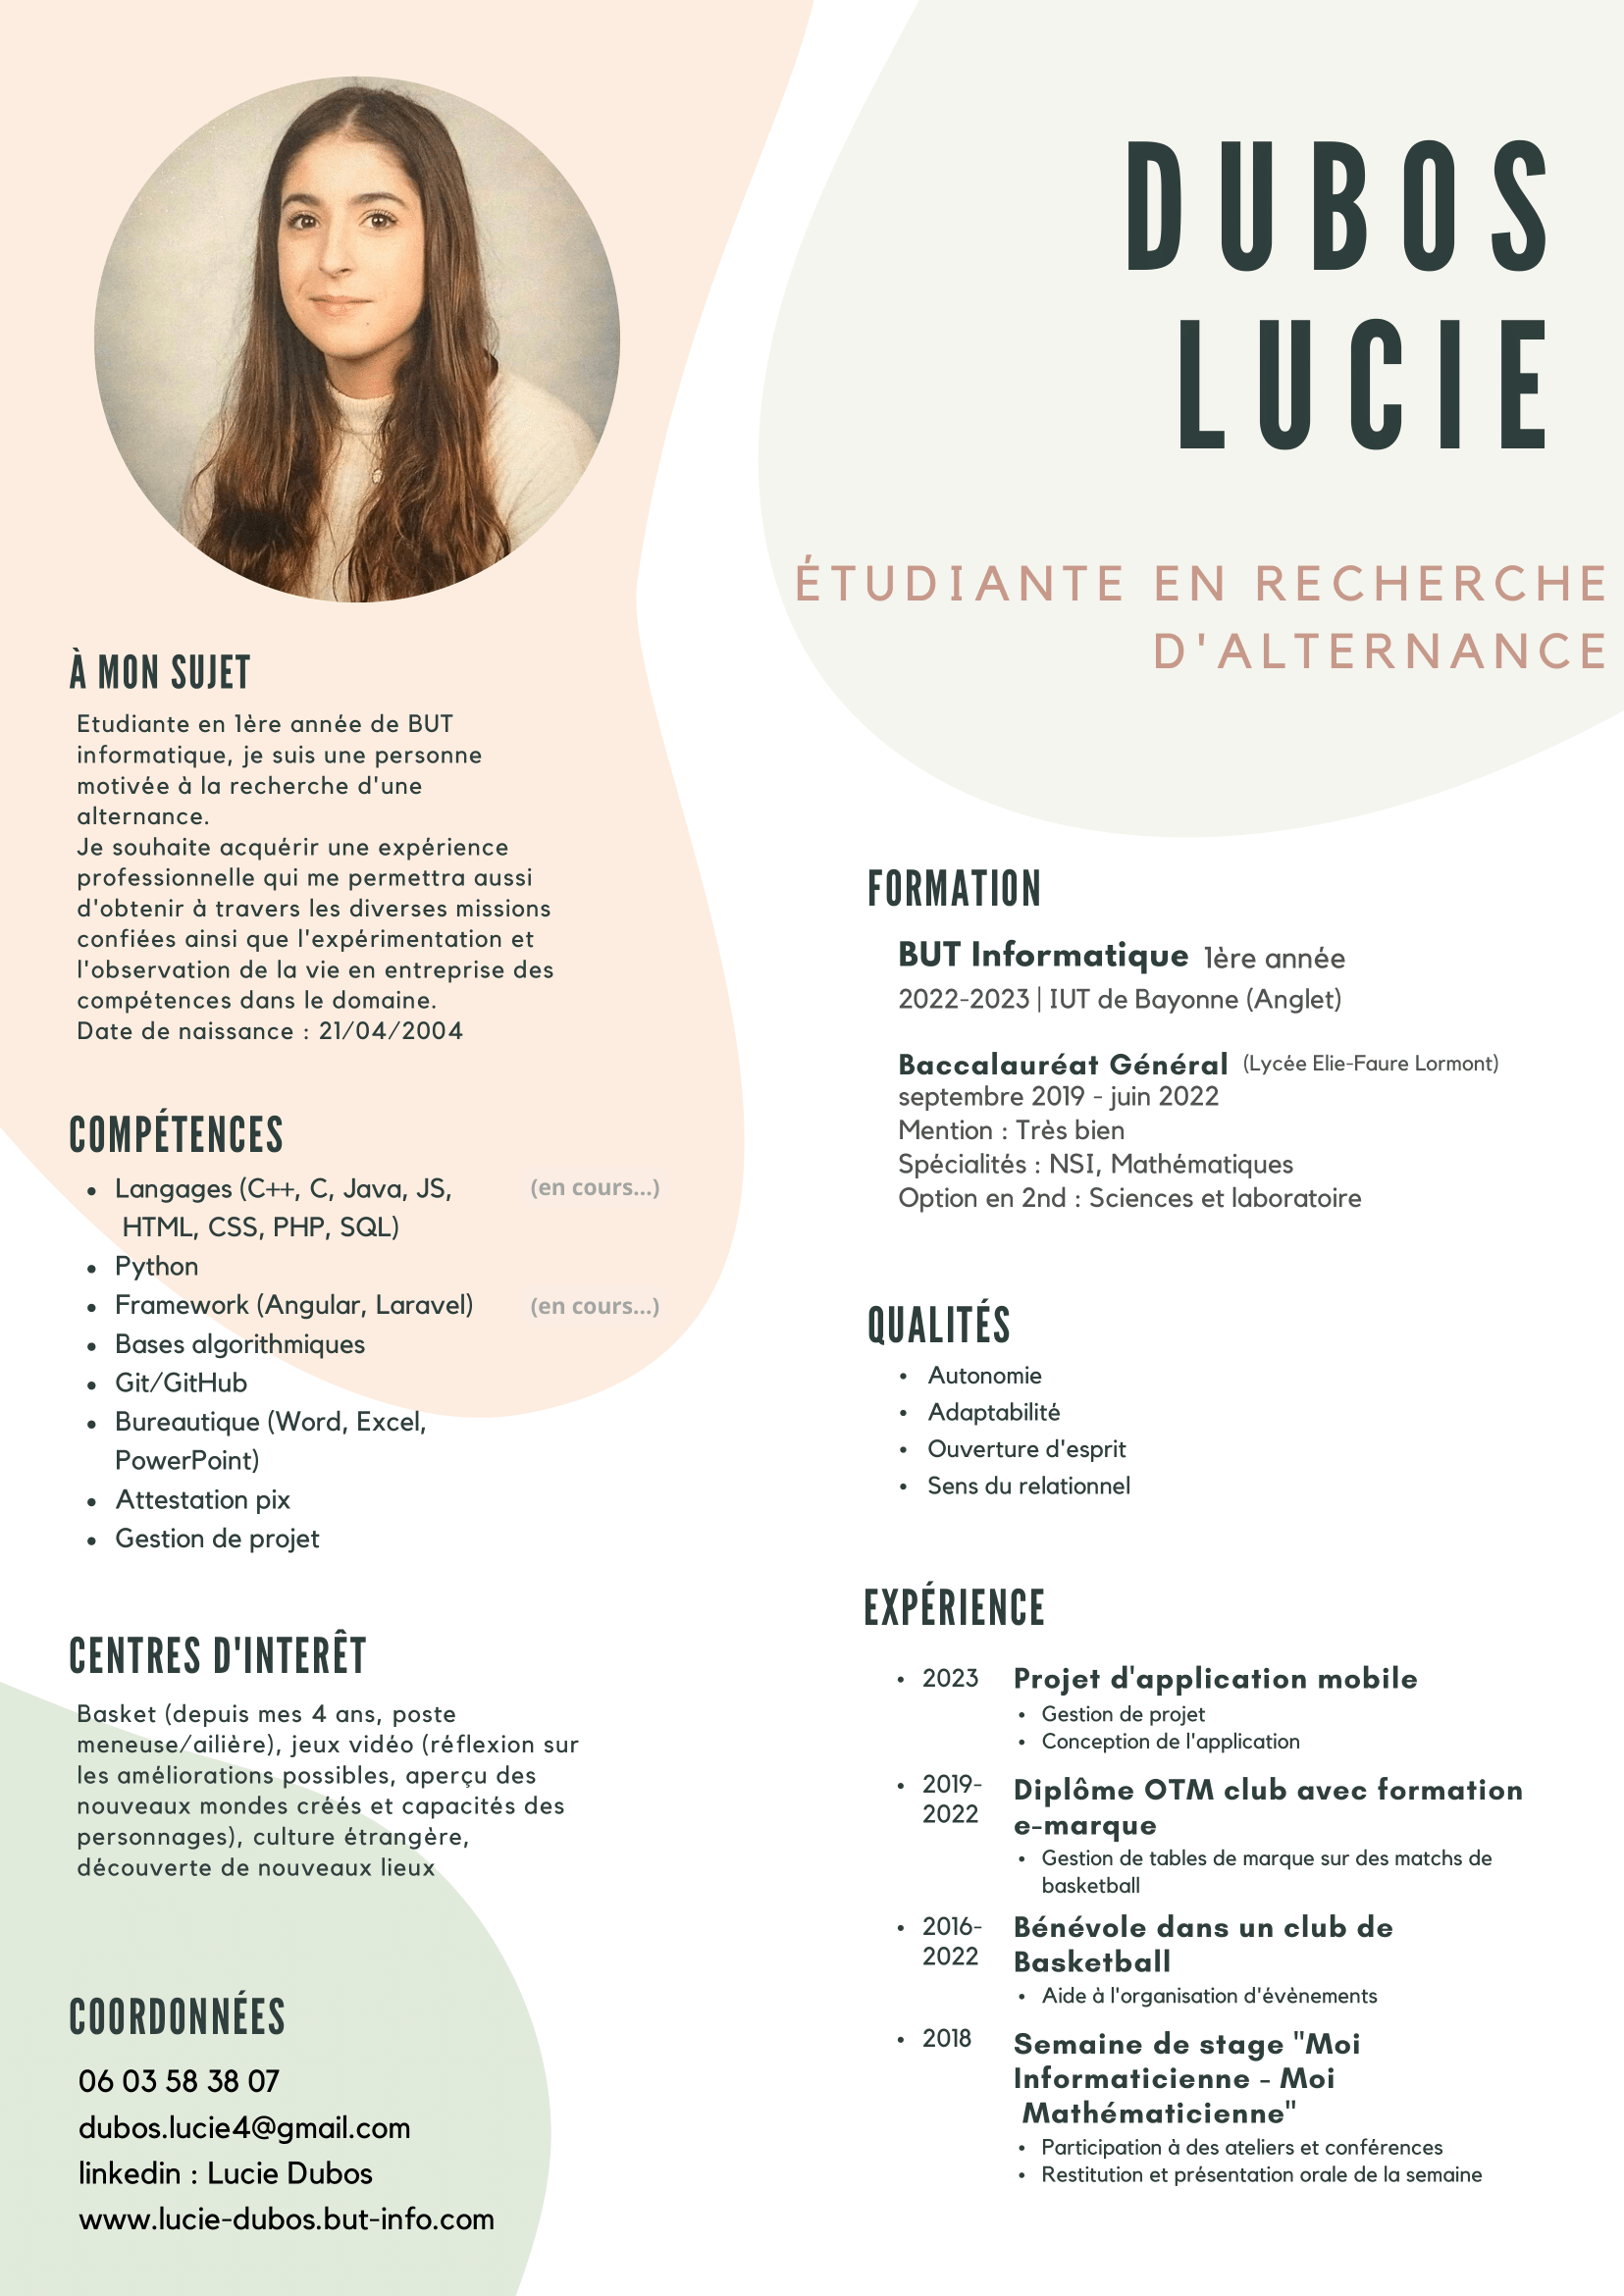 DUBOS
LUCIE
ÉTUDIANTE EN RECHERCHE
D'ALTERNANCE
À MON SUJET
Etudiante en 1ère année de BUT
informatique, je suis une personne
motivée à la recherche d'une
alternance.
Je souhaite acquérir une expérience
professionnelle qui me permettra aussi
d'obtenir à travers les diverses missions
confiées ainsi que l'expérimentation et
l'observation de la vie en entreprise des
compétences dans le domaine.
Date de naissance : 21/04/2004
COMPÉTENCES
• Langages (C++, C, Java, JS, (en cours...)
HTML, CSS, PHP, SQL)
• Python
• Framework (Angular, Laravel) (en cours...)
• Bases algorithmiques
• Git/GitHub
• Bureautique (Word, Excel,
PowerPoint)
• Attestation pix
• Gestion de projet
CENTRES D'INTERÊT
Basket (depuis mes 4 ans, poste
meneuse/ailière), jeux vidéo (réflexion sur
les améliorations possibles, aperçu des
nouveaux mondes créés et capacités des
personnages), culture étrangère,
découverte de nouveaux lieux
COORDONNÉES
06 03 58 38 07
dubos.lucie4@gmail.com
linkedin : Lucie Dubos
www.lucie-dubos.but-info.com
FORMATION
BUT Informatique 1ère année
2022-2023 | IUT de Bayonne (Anglet)
Baccalauréat Général (Lycée Elie-Faure Lormont)
septembre 2019 - juin 2022
Mention : Très bien
Spécialités : NSI, Mathématiques
Option en 2nd : Sciences et laboratoire
QUALITÉS
• Autonomie
• Adaptabilité
• Ouverture d'esprit
• Sens du relationnel
EXPÉRIENCE
• 2023 Projet d'application mobile
• Gestion de projet
• Conception de l'application
• 2019- Diplôme OTM club avec formation
2022 e-marque
• Gestion de tables de marque sur des matchs de
basketball
• 2016- Bénévole dans un club de
2022 Basketball
• Aide à l'organisation d'évènements
• 2018 Semaine de stage "Moi
Informaticienne - Moi
Mathématicienne"
• Participation à des ateliers et conférences
• Restitution et présentation orale de la semaine